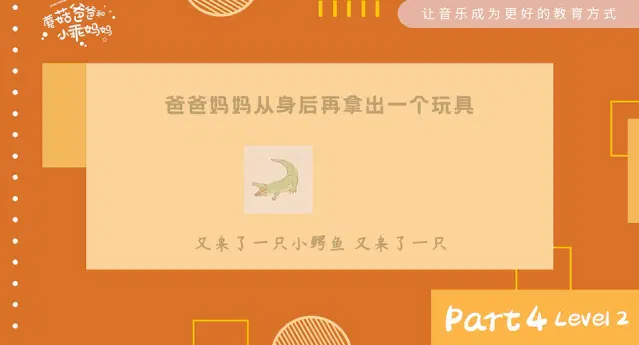 蘑菇爸爸和
小乖妈妈
让音乐成为更好的教育方式
爸爸妈妈从身后再拿出一个玩具
又来了一只小鳄鱼 又来了一只
Part 4 Level 2